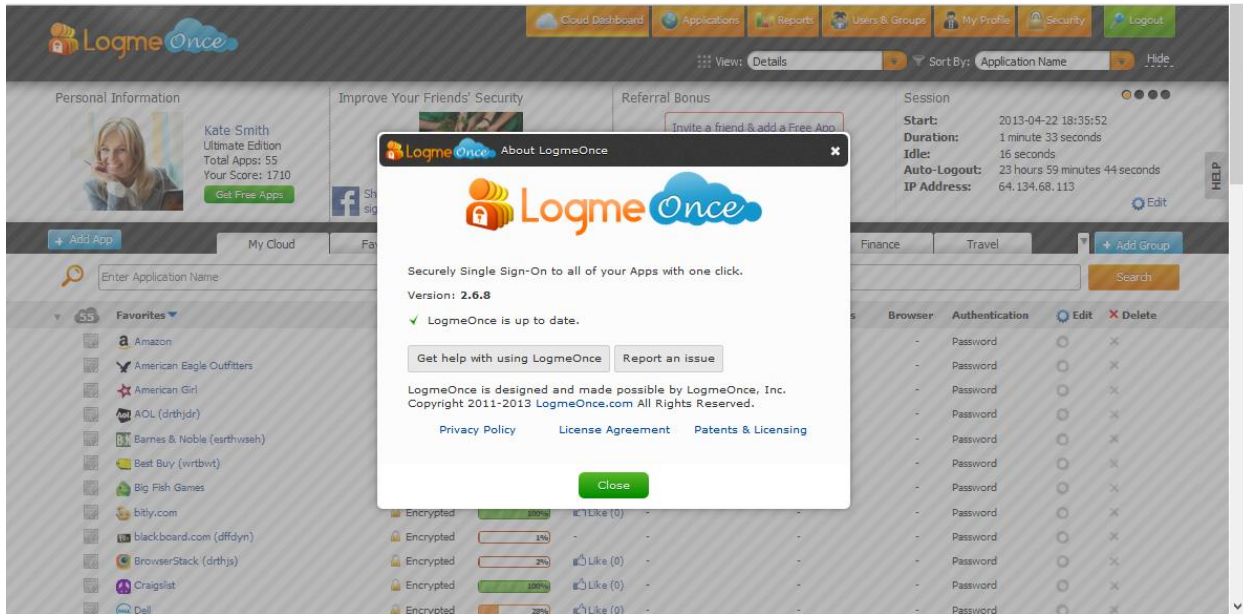 Logme Once
Cloud Dashboard
Applications
Reports
Users & Groups
My Profile
Security
Logout
View: Details
Sort By: Application Name
Hide
Personal Information
Kate Smith
Ultimate Edition
Total Apps: 55
Your Score: 1710
Get Free Apps
Improve Your Friends' Security
Sh
sig
Referral Bonus
Invite a friend & add a Free App
Session
Start: 2013-04-22 18:35:52
Duration: 1 minute 33 seconds
Idle: 16 seconds
Auto-Logout: 23 hours 59 minutes 44 seconds
IP Address: 64.134.68.113
Edit
HELP
+ Add App
My Cloud
Fav
Finance
Travel
+ Add Group
Enter Application Name
Search
55 Favorites s Browser Authentication Edit Delete
Amazon - Password
American Eagle Outfitters - Password
American Girl - Password
AOL (drthjdr) - Password
Barnes & Noble (esrthwseh) - Password
Best Buy (wrtbwt) - Password
Big Fish Games - Password
bitly.com Encrypted 100% Like (0) - - - Password
blackboard.com (dffdyn) Encrypted 1% - - - - Password
BrowserStack (drthjs) Encrypted 2% Like (0) - - - Password
Craigslist Encrypted 100% Like (0) - - - Password
Dell Encrypted 28% Like (0) - - - Password
Logme Once About LogmeOnce
Logme Once
Securely Single Sign-On to all of your Apps with one click.
Version: 2.6.8
LogmeOnce is up to date.
Get help with using LogmeOnce
Report an issue
LogmeOnce is designed and made possible by LogmeOnce, Inc.
Copyright 2011-2013 LogmeOnce.com All Rights Reserved.
Privacy Policy License Agreement Patents & Licensing
Close